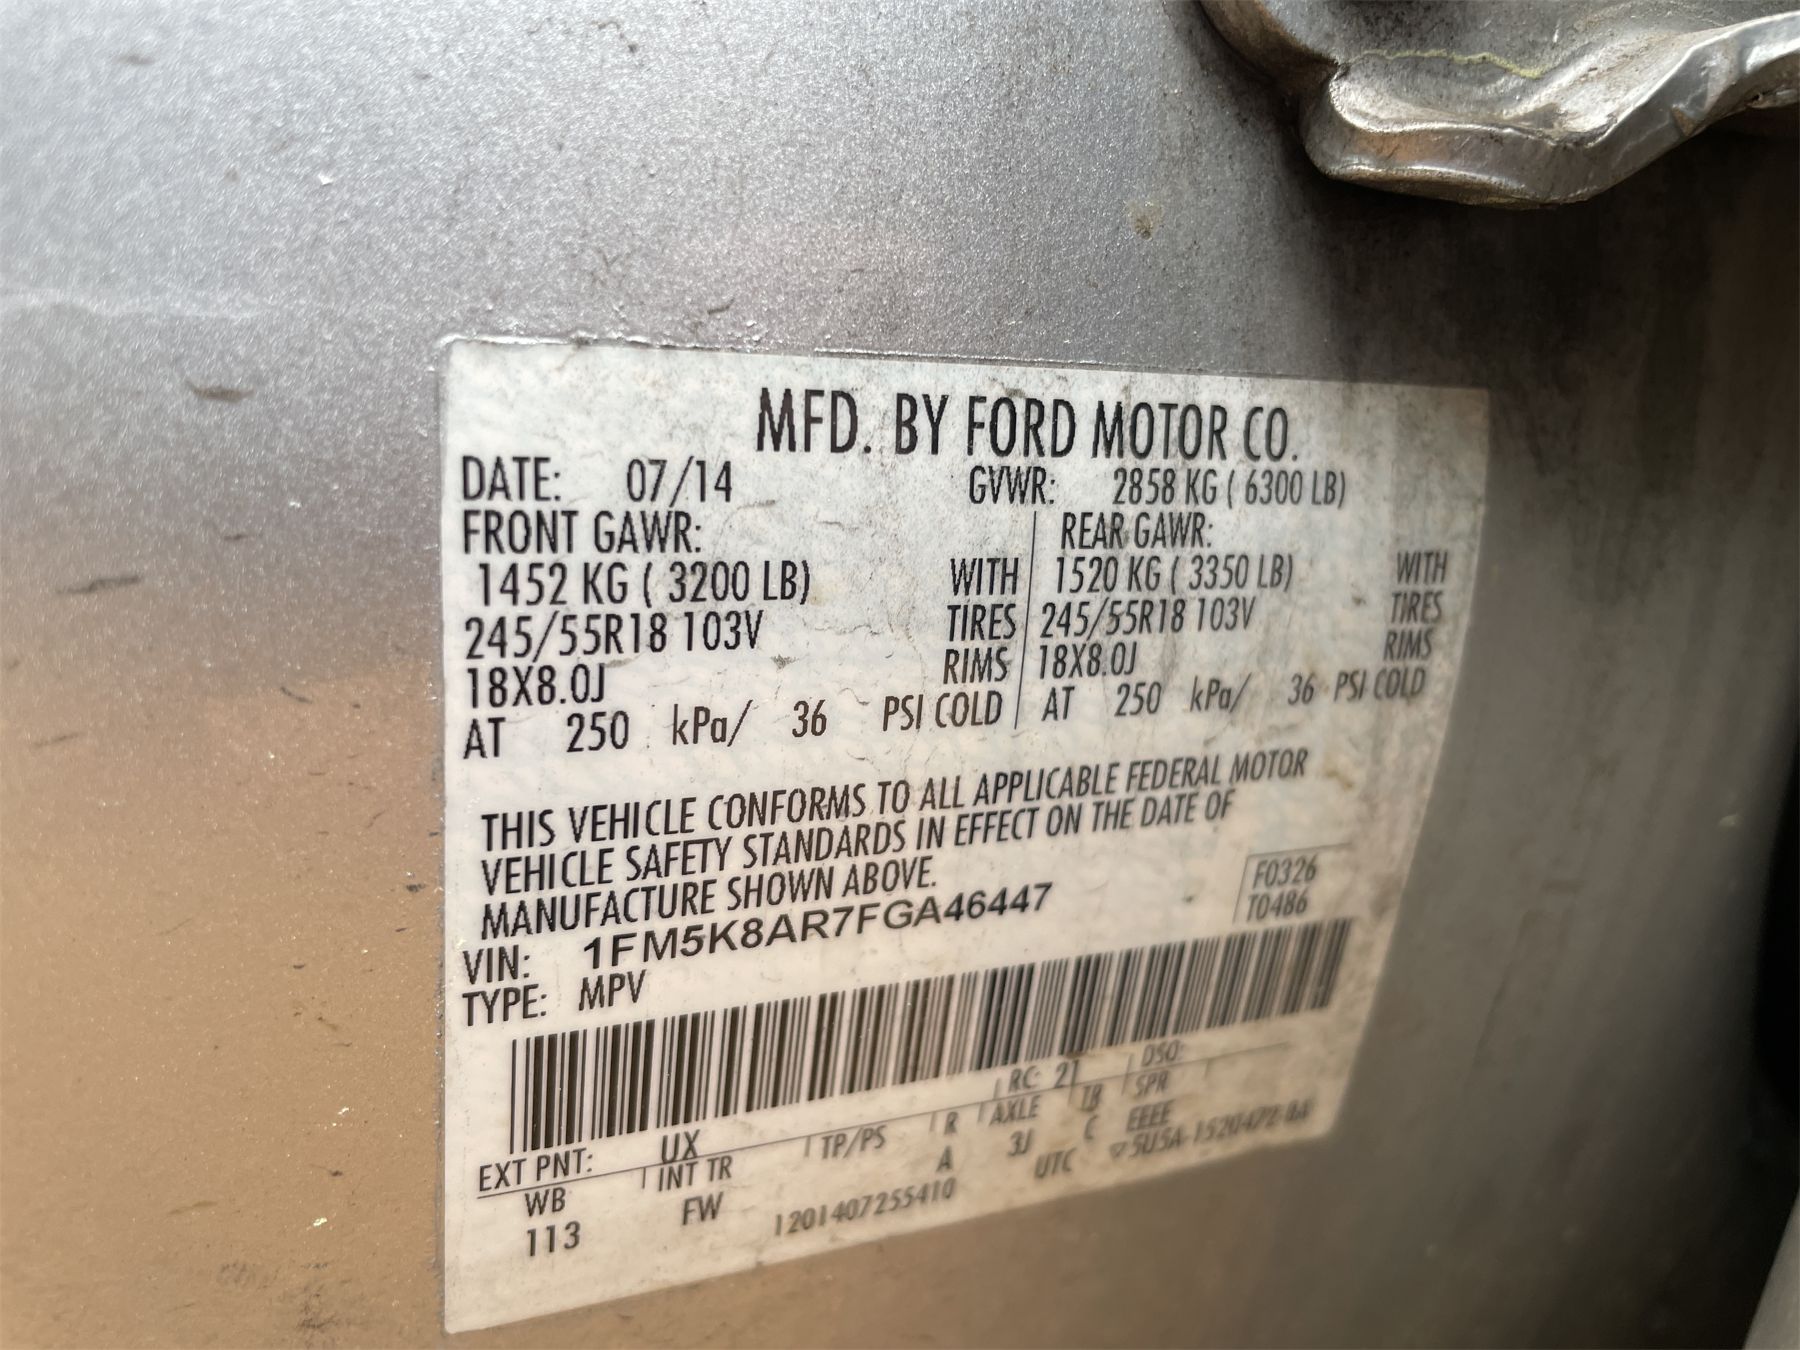 MFD. BY FORD MOTOR CO.
DATE: 07/14 GVWR: 2858 KG ( 6300 LB)
FRONT GAWR: REAR GAWR:
1452 KG ( 3200 LB) WITH 1520 KG ( 3350 LB) WITH
245/55R18 103V TIRES 245/55R18 103V TIRES
18X8.0J RIMS 18X8.0J RIMS
AT 250 kPa/ 36 PSI COLD AT 250 kPa/ 36 PSI COLD
THIS VEHICLE CONFORMS TO ALL APPLICABLE FEDERAL MOTOR
VEHICLE SAFETY STANDARDS IN EFFECT ON THE DATE OF
MANUFACTURE SHOWN ABOVE.
F0326
T0486
VIN: 1FM5K8AR7FGA46447
TYPE: MPV
EXT PNT: UX RC: 21 DSO:
WB INT TR TP/PS R AXLE TR SPR
113 FW A 3J C EEEE
1201407255410 UTC